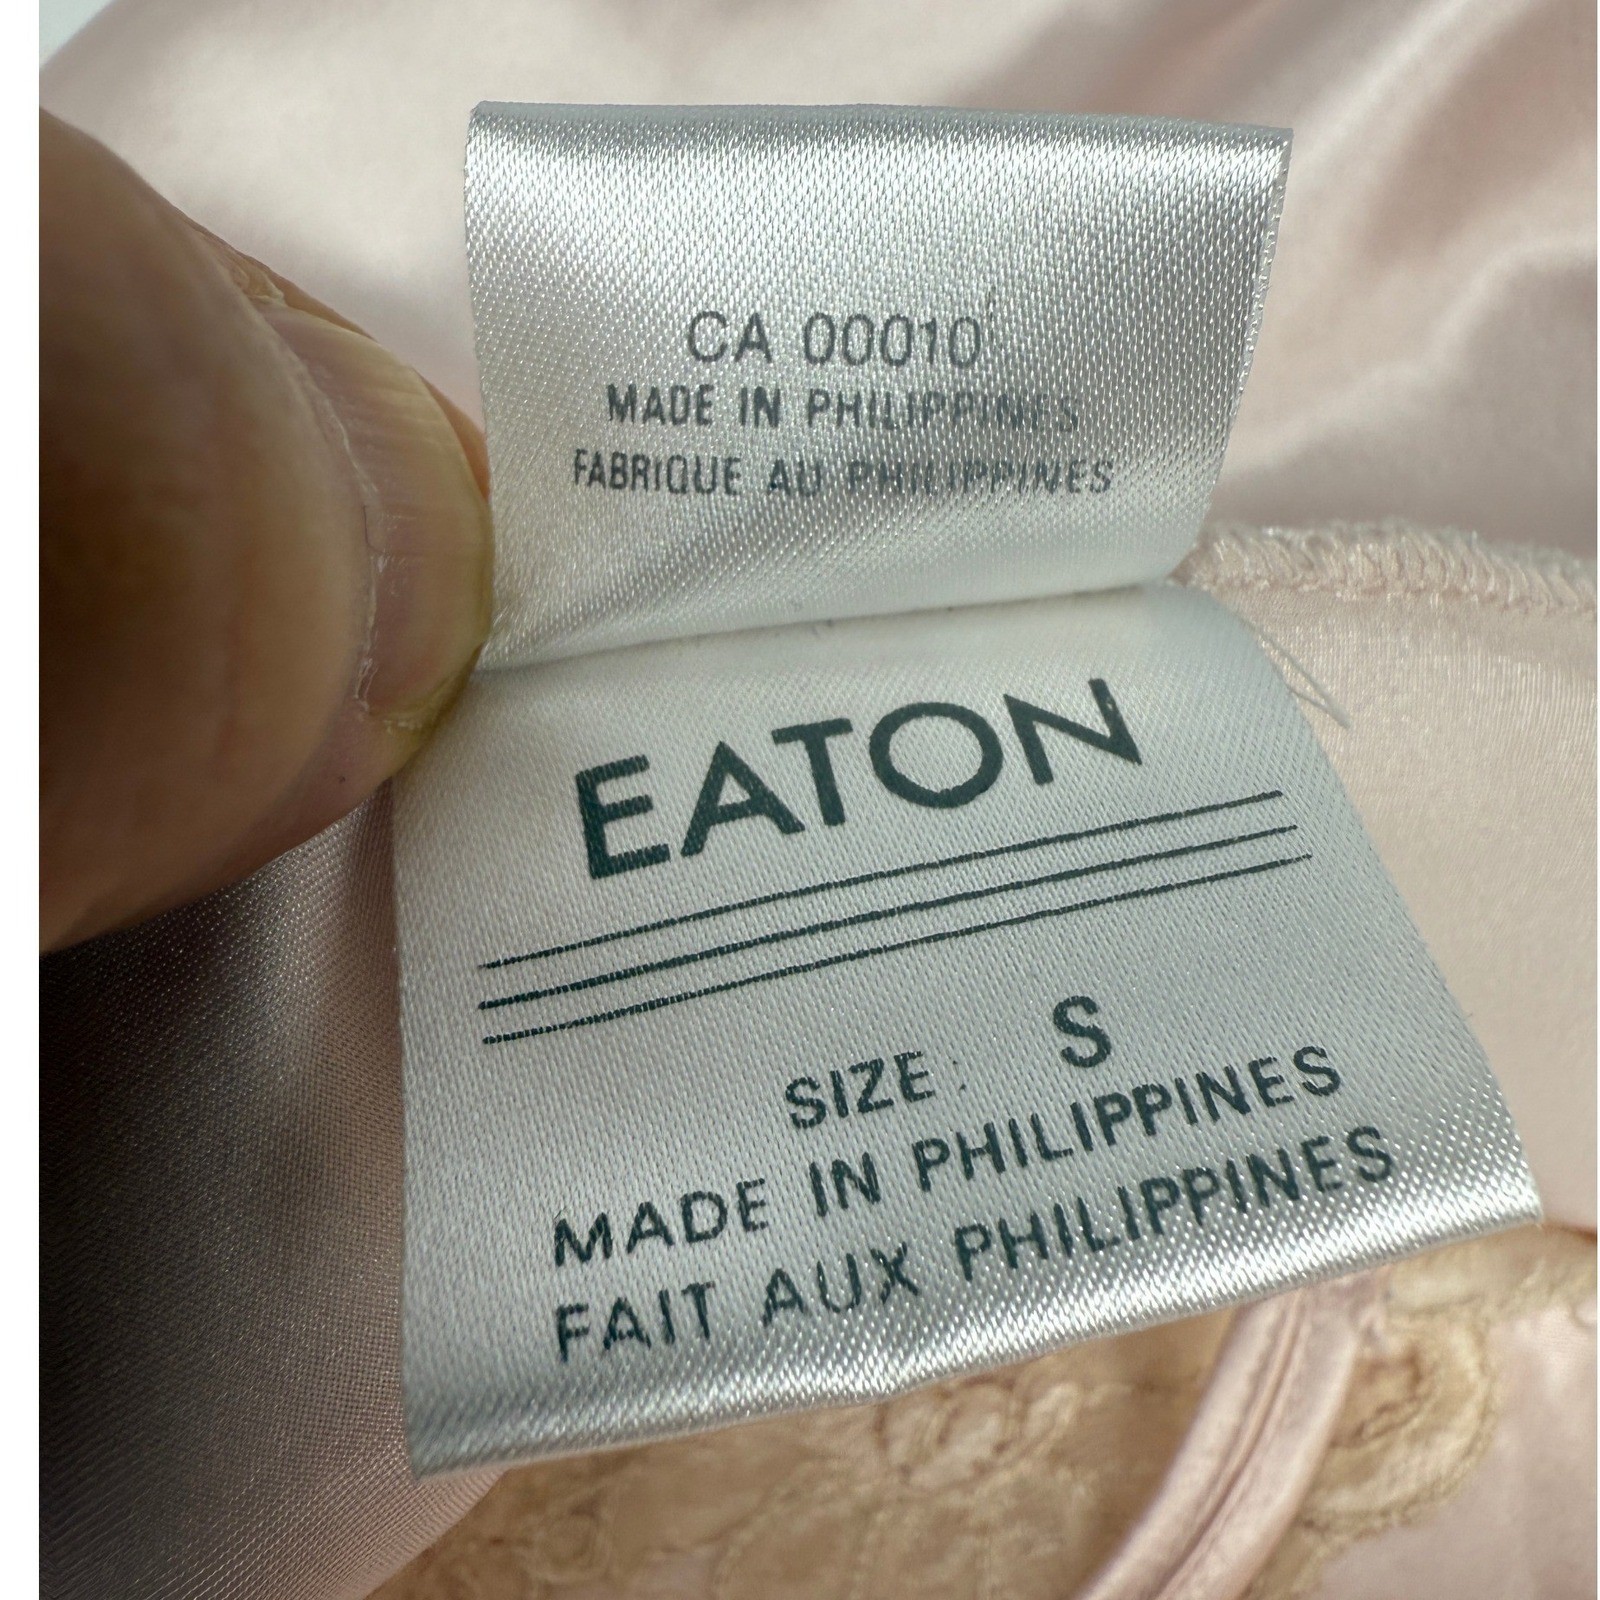 CA 00010
MADE IN PHILIPPINES
FABRIQUE AU PHILIPPINES
EATON
SIZE: S
MADE IN PHILIPPINES
FAIT AUX PHILIPPINES